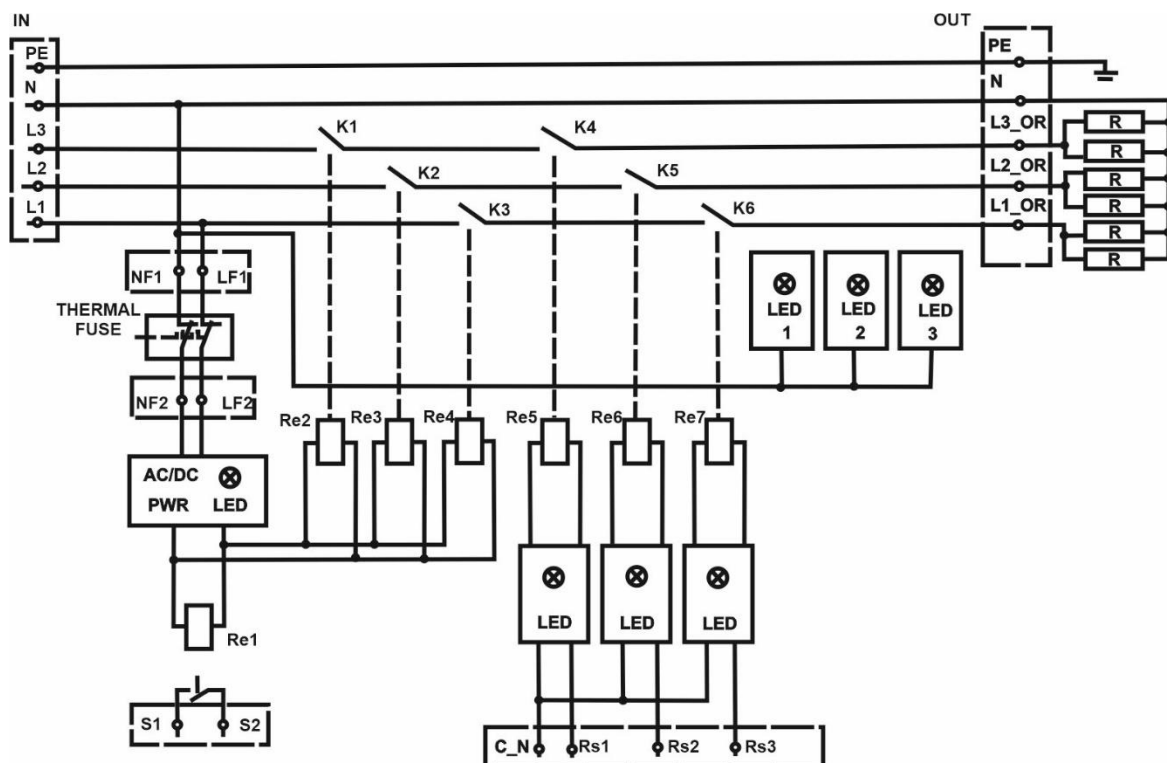 IN
OUT
PE
PE
N
N
L3
K1
K4
L3_OR
R
R
L2
K2
K5
L2_OR
R
R
L1
K3
K6
L1_OR
R
R
NF1
LF1
THERMAL
FUSE
LED
1
LED
2
LED
3
NF2
LF2
Re2
Re3
Re4
Re5
Re6
Re7
AC/DC
PWR
LED
LED
LED
LED
Re1
S1
S2
C_N
Rs1
Rs2
Rs3